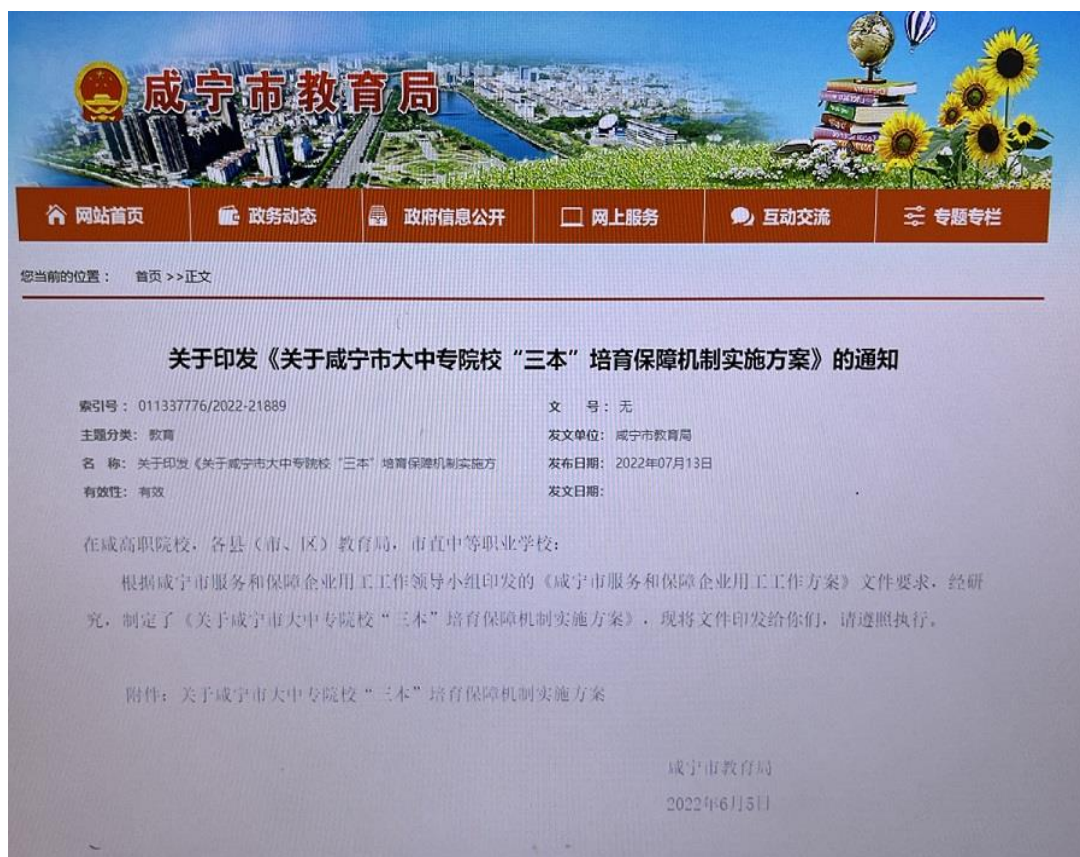 咸宁市教育局
网站首页 政务动态 政府信息公开 网上服务 互动交流 专题专栏
您当前的位置： 首页 >>正文
关于印发《关于咸宁市大中专院校“三本”培育保障机制实施方案》的通知
索引号： 011337776/2022-21889 文 号： 无
主题分类： 教育 发文单位： 咸宁市教育局
名 称： 关于印发《关于咸宁市大中专院校“三本”培育保障机制实施方 发布日期： 2022年07月13日
有效性： 有效 发文日期：
在咸高职院校，各县（市、区）教育局，市直中等职业学校：
根据咸宁市服务和保障企业用工工作领导小组印发的《咸宁市服务和保障企业用工工作方案》文件要求，经研
究，制定了《关于咸宁市大中专院校“三本”培育保障机制实施方案》，现将文件印发给你们，请遵照执行。
附件：关于咸宁市大中专院校“三本”培育保障机制实施方案
咸宁市教育局
2022年6月5日